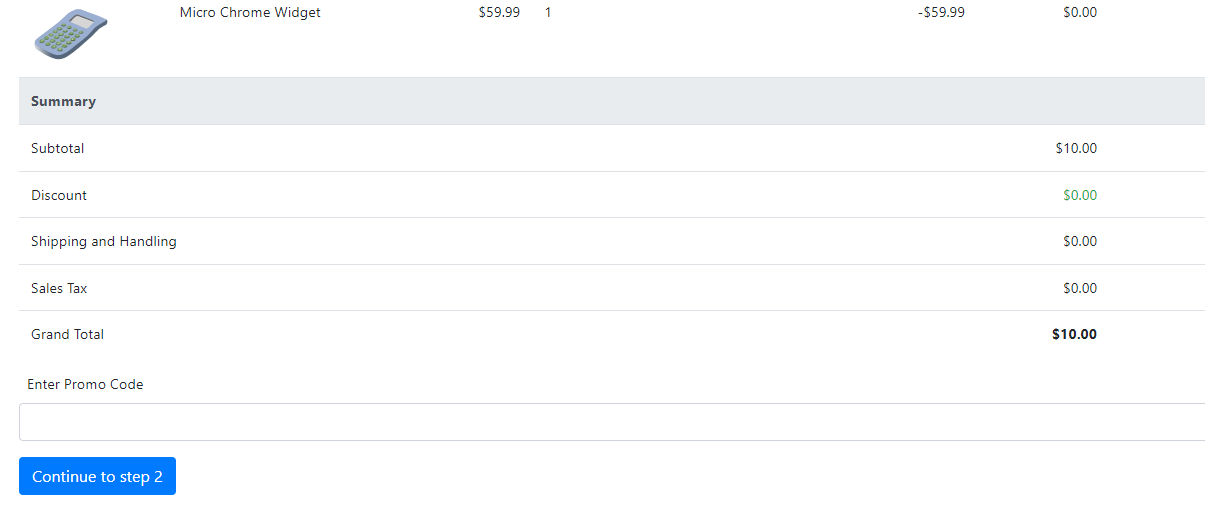 Micro Chrome Widget $59.99 1 -$59.99 $0.00
Summary
Subtotal $10.00
Discount $0.00
Shipping and Handling $0.00
Sales Tax $0.00
Grand Total $10.00
Enter Promo Code
Continue to step 2